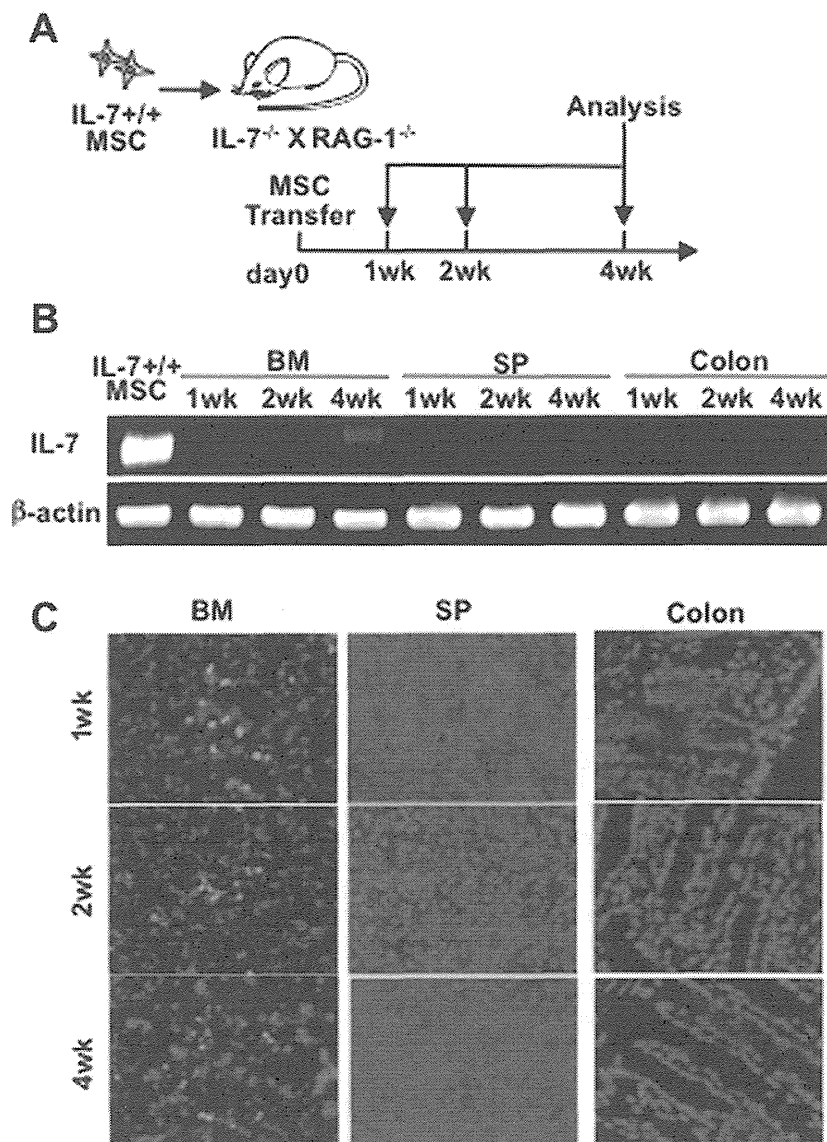 A
IL-7+/+
MSC
IL-7-/- X RAG-1-/-
Analysis
MSC
Transfer
day0 1wk 2wk 4wk
B
IL-7+/+
MSC
BM SP Colon
1wk 2wk 4wk 1wk 2wk 4wk 1wk 2wk 4wk
IL-7
β-actin
C
BM SP Colon
1wk
2wk
4wk